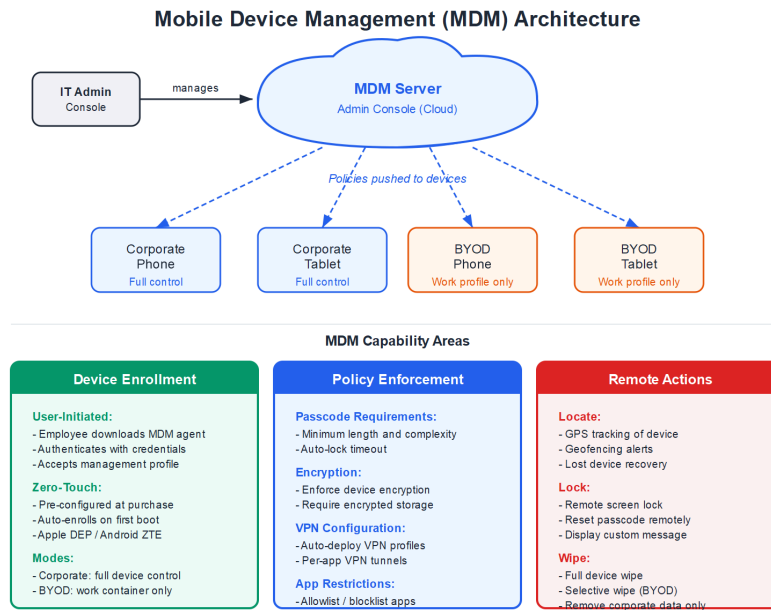 Mobile Device Management (MDM) Architecture
IT Admin
Console
manages
MDM Server
Admin Console (Cloud)
Policies pushed to devices
Corporate
Phone
Full control
Corporate
Tablet
Full control
BYOD
Phone
Work profile only
BYOD
Tablet
Work profile only
MDM Capability Areas
Device Enrollment
User-Initiated:
- Employee downloads MDM agent
- Authenticates with credentials
- Accepts management profile
Zero-Touch:
- Pre-configured at purchase
- Auto-enrolls on first boot
- Apple DEP / Android ZTE
Modes:
- Corporate: full device control
- BYOD: work container only
Policy Enforcement
Passcode Requirements:
- Minimum length and complexity
- Auto-lock timeout
Encryption:
- Enforce device encryption
- Require encrypted storage
VPN Configuration:
- Auto-deploy VPN profiles
- Per-app VPN tunnels
App Restrictions:
- Allowlist / blocklist apps
Remote Actions
Locate:
- GPS tracking of device
- Geofencing alerts
- Lost device recovery
Lock:
- Remote screen lock
- Reset passcode remotely
- Display custom message
Wipe:
- Full device wipe
- Selective wipe (BYOD)
- Remove corporate data only